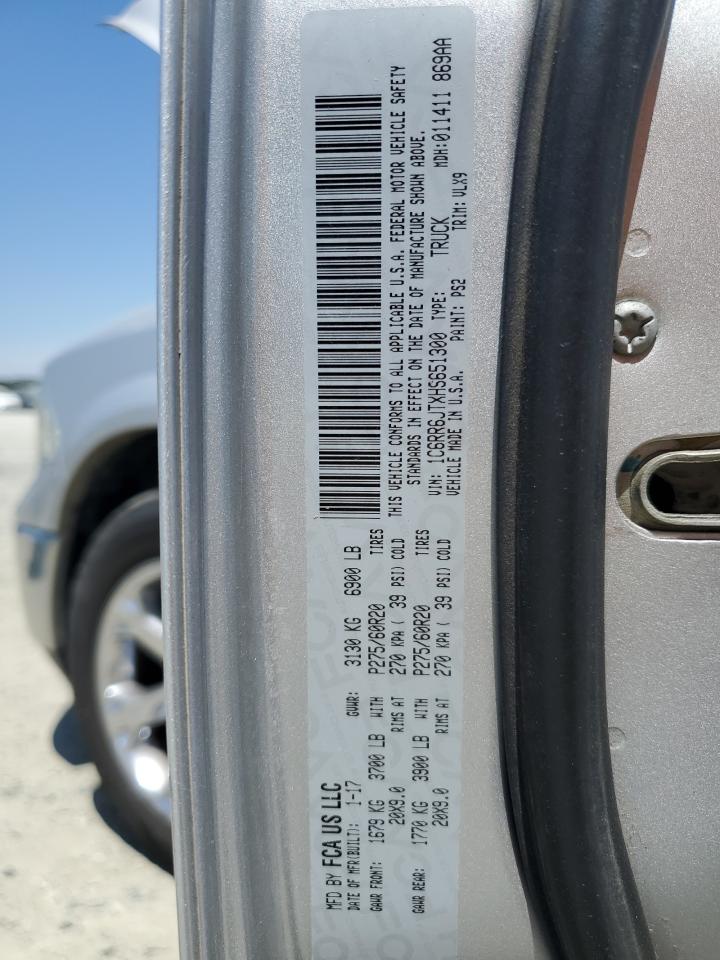 MFD BY FCA US LLC
DATE OF MFR(BUILT): 1-17 GVWR: 3130 KG 6900 LB
GAWR FRONT: 1679 KG 3700 LB WITH P275/60R20 TIRES
20X9.0 RIMS AT 270 KPA ( 39 PSI) COLD
GAWR REAR: 1770 KG 3900 LB WITH P275/60R20 TIRES
20X9.0 RIMS AT 270 KPA ( 39 PSI) COLD
THIS VEHICLE CONFORMS TO ALL APPLICABLE U.S.A. FEDERAL MOTOR VEHICLE SAFETY
STANDARDS IN EFFECT ON THE DATE OF MANUFACTURE SHOWN ABOVE.
VIN: 1C6RR6JTXHS651300 TYPE: TRUCK MDH:011411 869AA
VEHICLE MADE IN U.S.A. PAINT: PS2 TRIM: VLX9